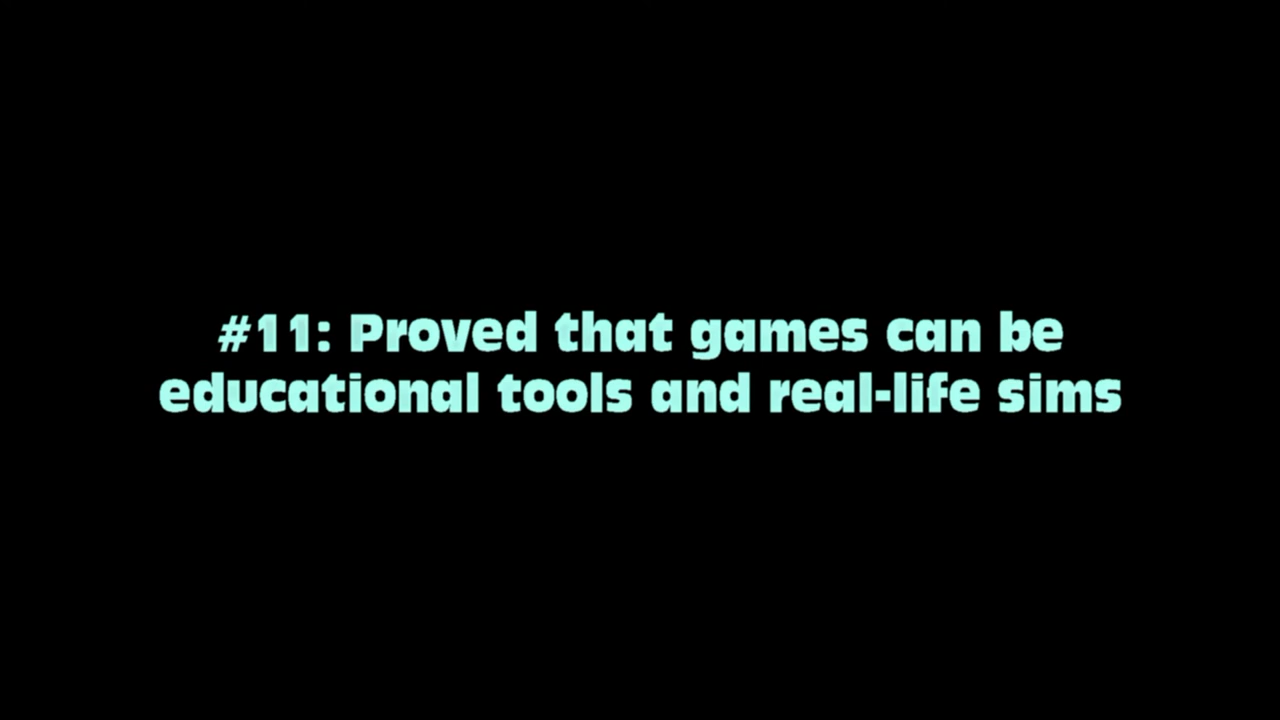 #11: Proved that games can be
educational tools and real-life sims